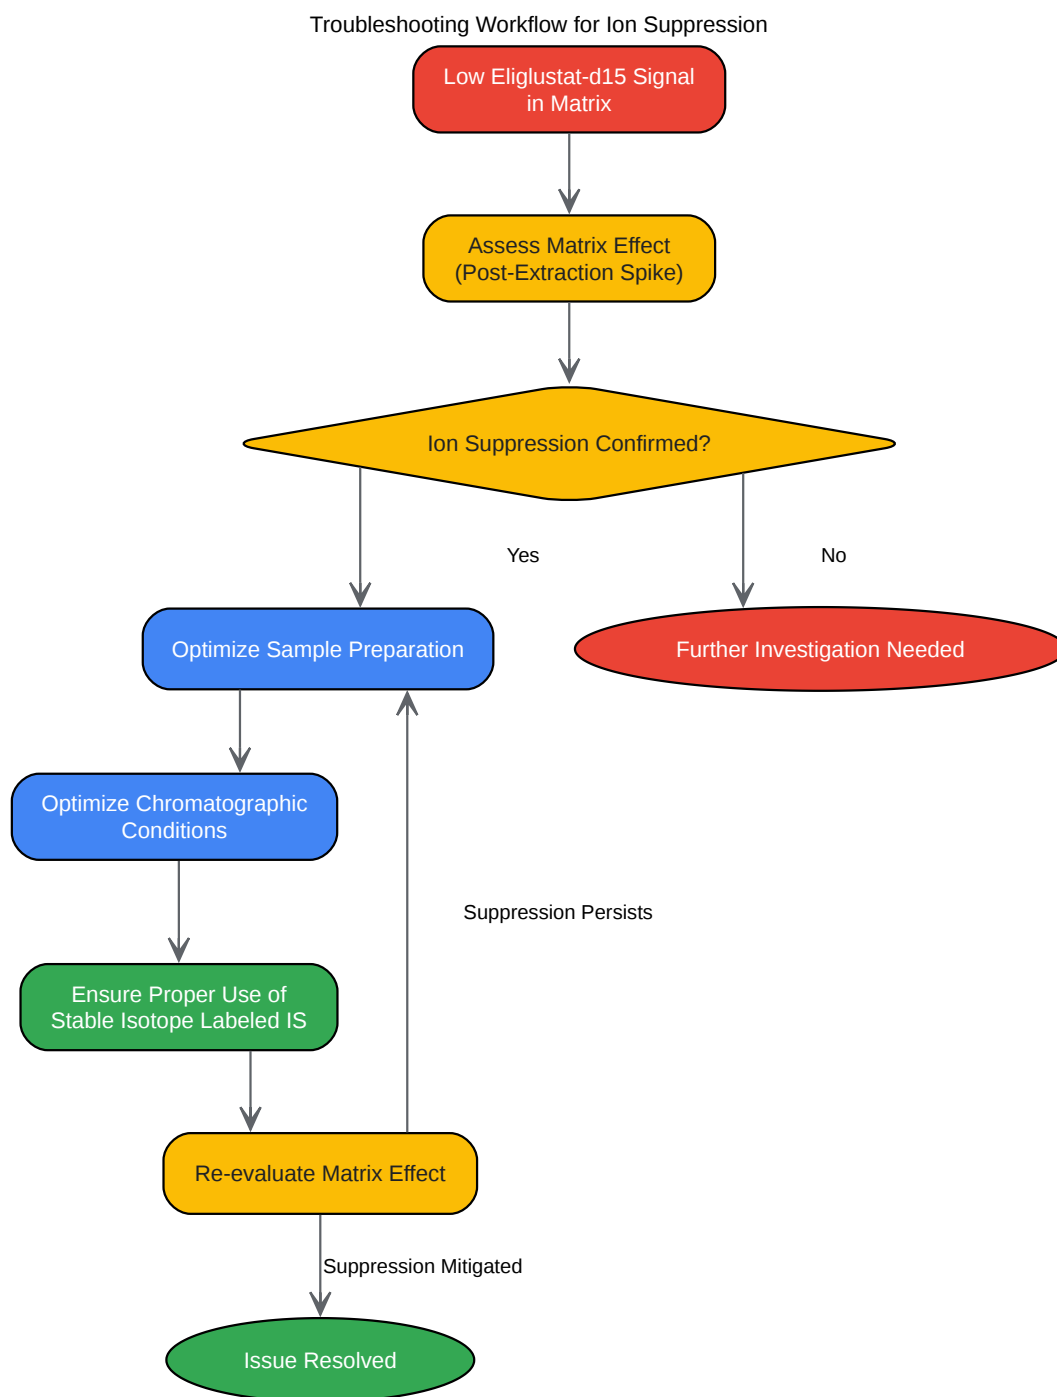 Troubleshooting Workflow for Ion Suppression
Low Eliglustat-d15 Signal
in Matrix
Assess Matrix Effect
(Post-Extraction Spike)
Ion Suppression Confirmed?
Yes
No
Optimize Sample Preparation
Further Investigation Needed
Optimize Chromatographic
Conditions
Suppression Persists
Ensure Proper Use of
Stable Isotope Labeled IS
Re-evaluate Matrix Effect
Suppression Mitigated
Issue Resolved